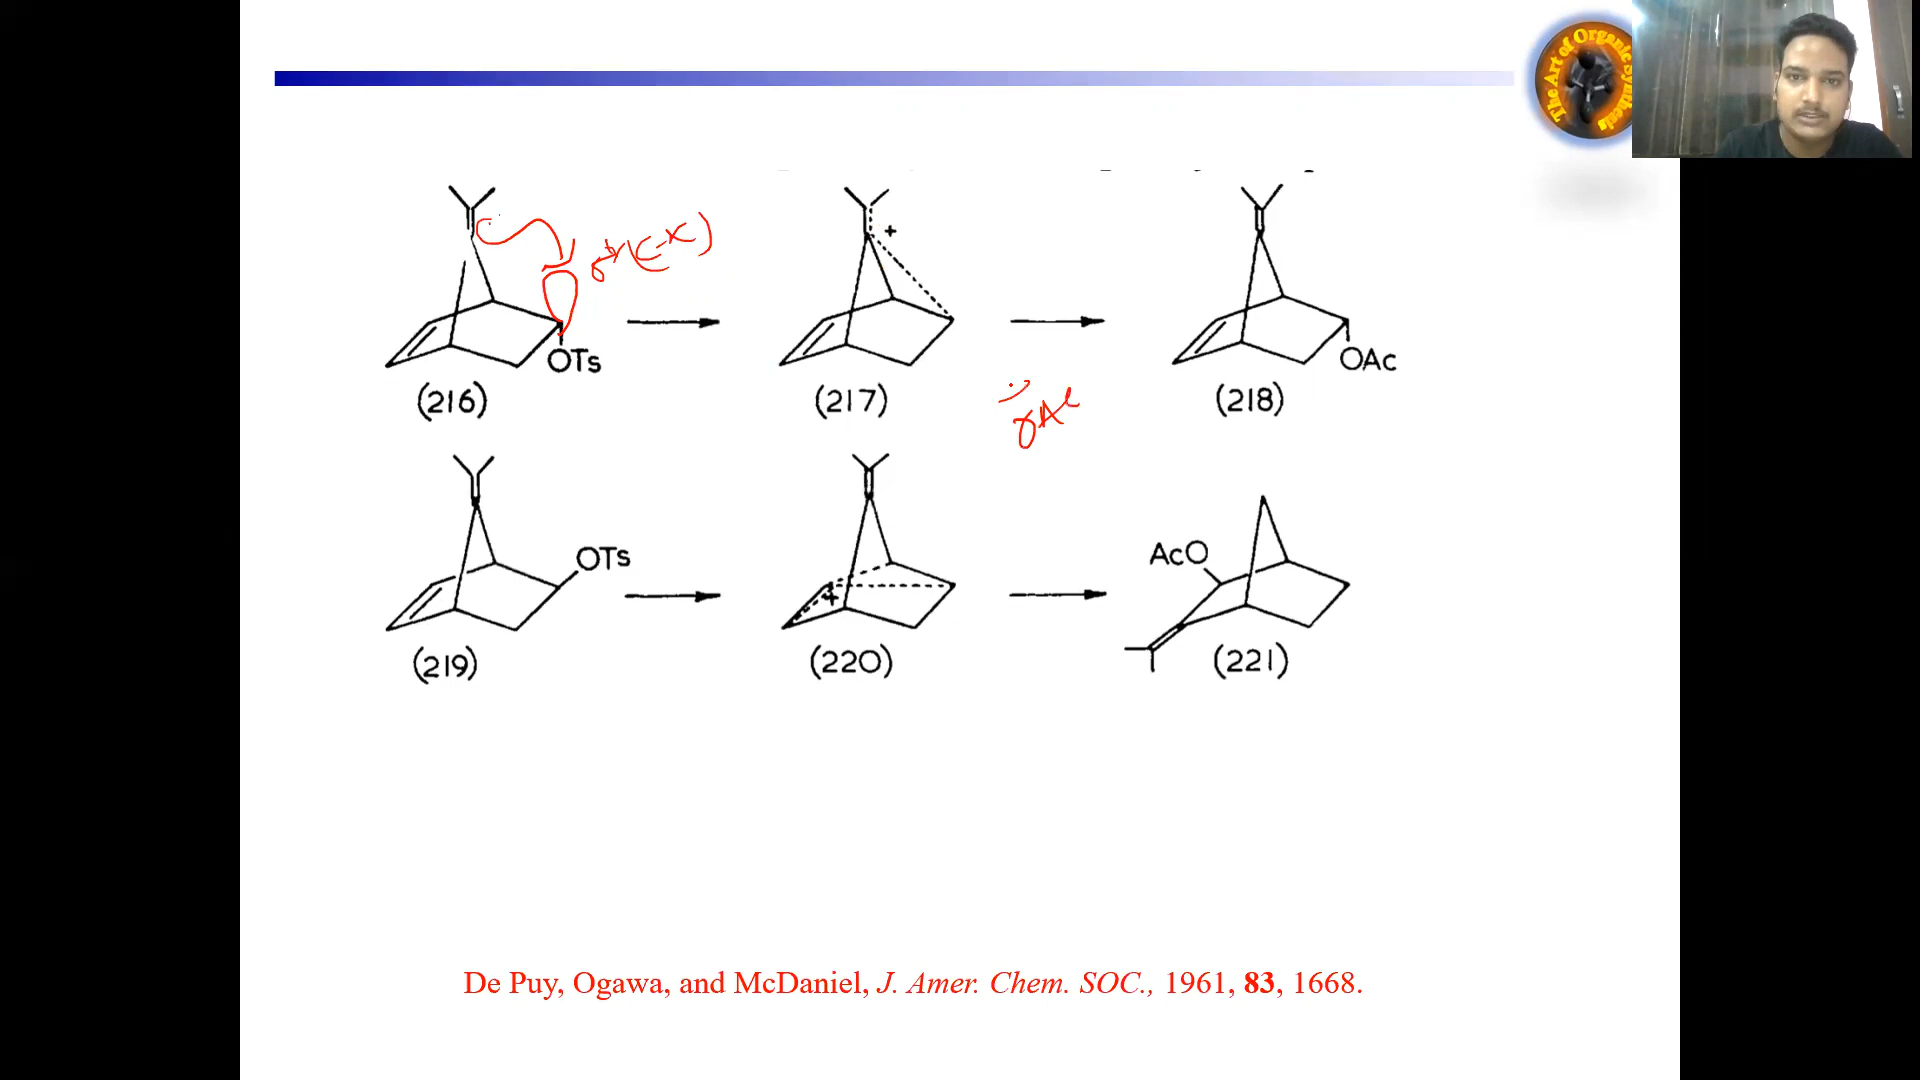 The Art of Organic Synthesis
σ*(C-X)
+
OTs
OAc
(216)
(217)
(218)
OAc
OTs
+
AcO
(219)
(220)
(221)
De Puy, Ogawa, and McDaniel, J. Amer. Chem. SOC., 1961, 83, 1668.